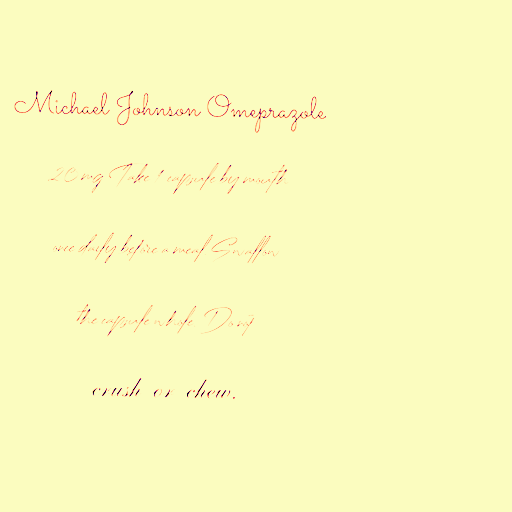 Michael Johnson Omeprazole
20 mg Take 1 capsule by mouth
once daily before a meal. Swallow
the capsule whole. Do not
crush or chew.